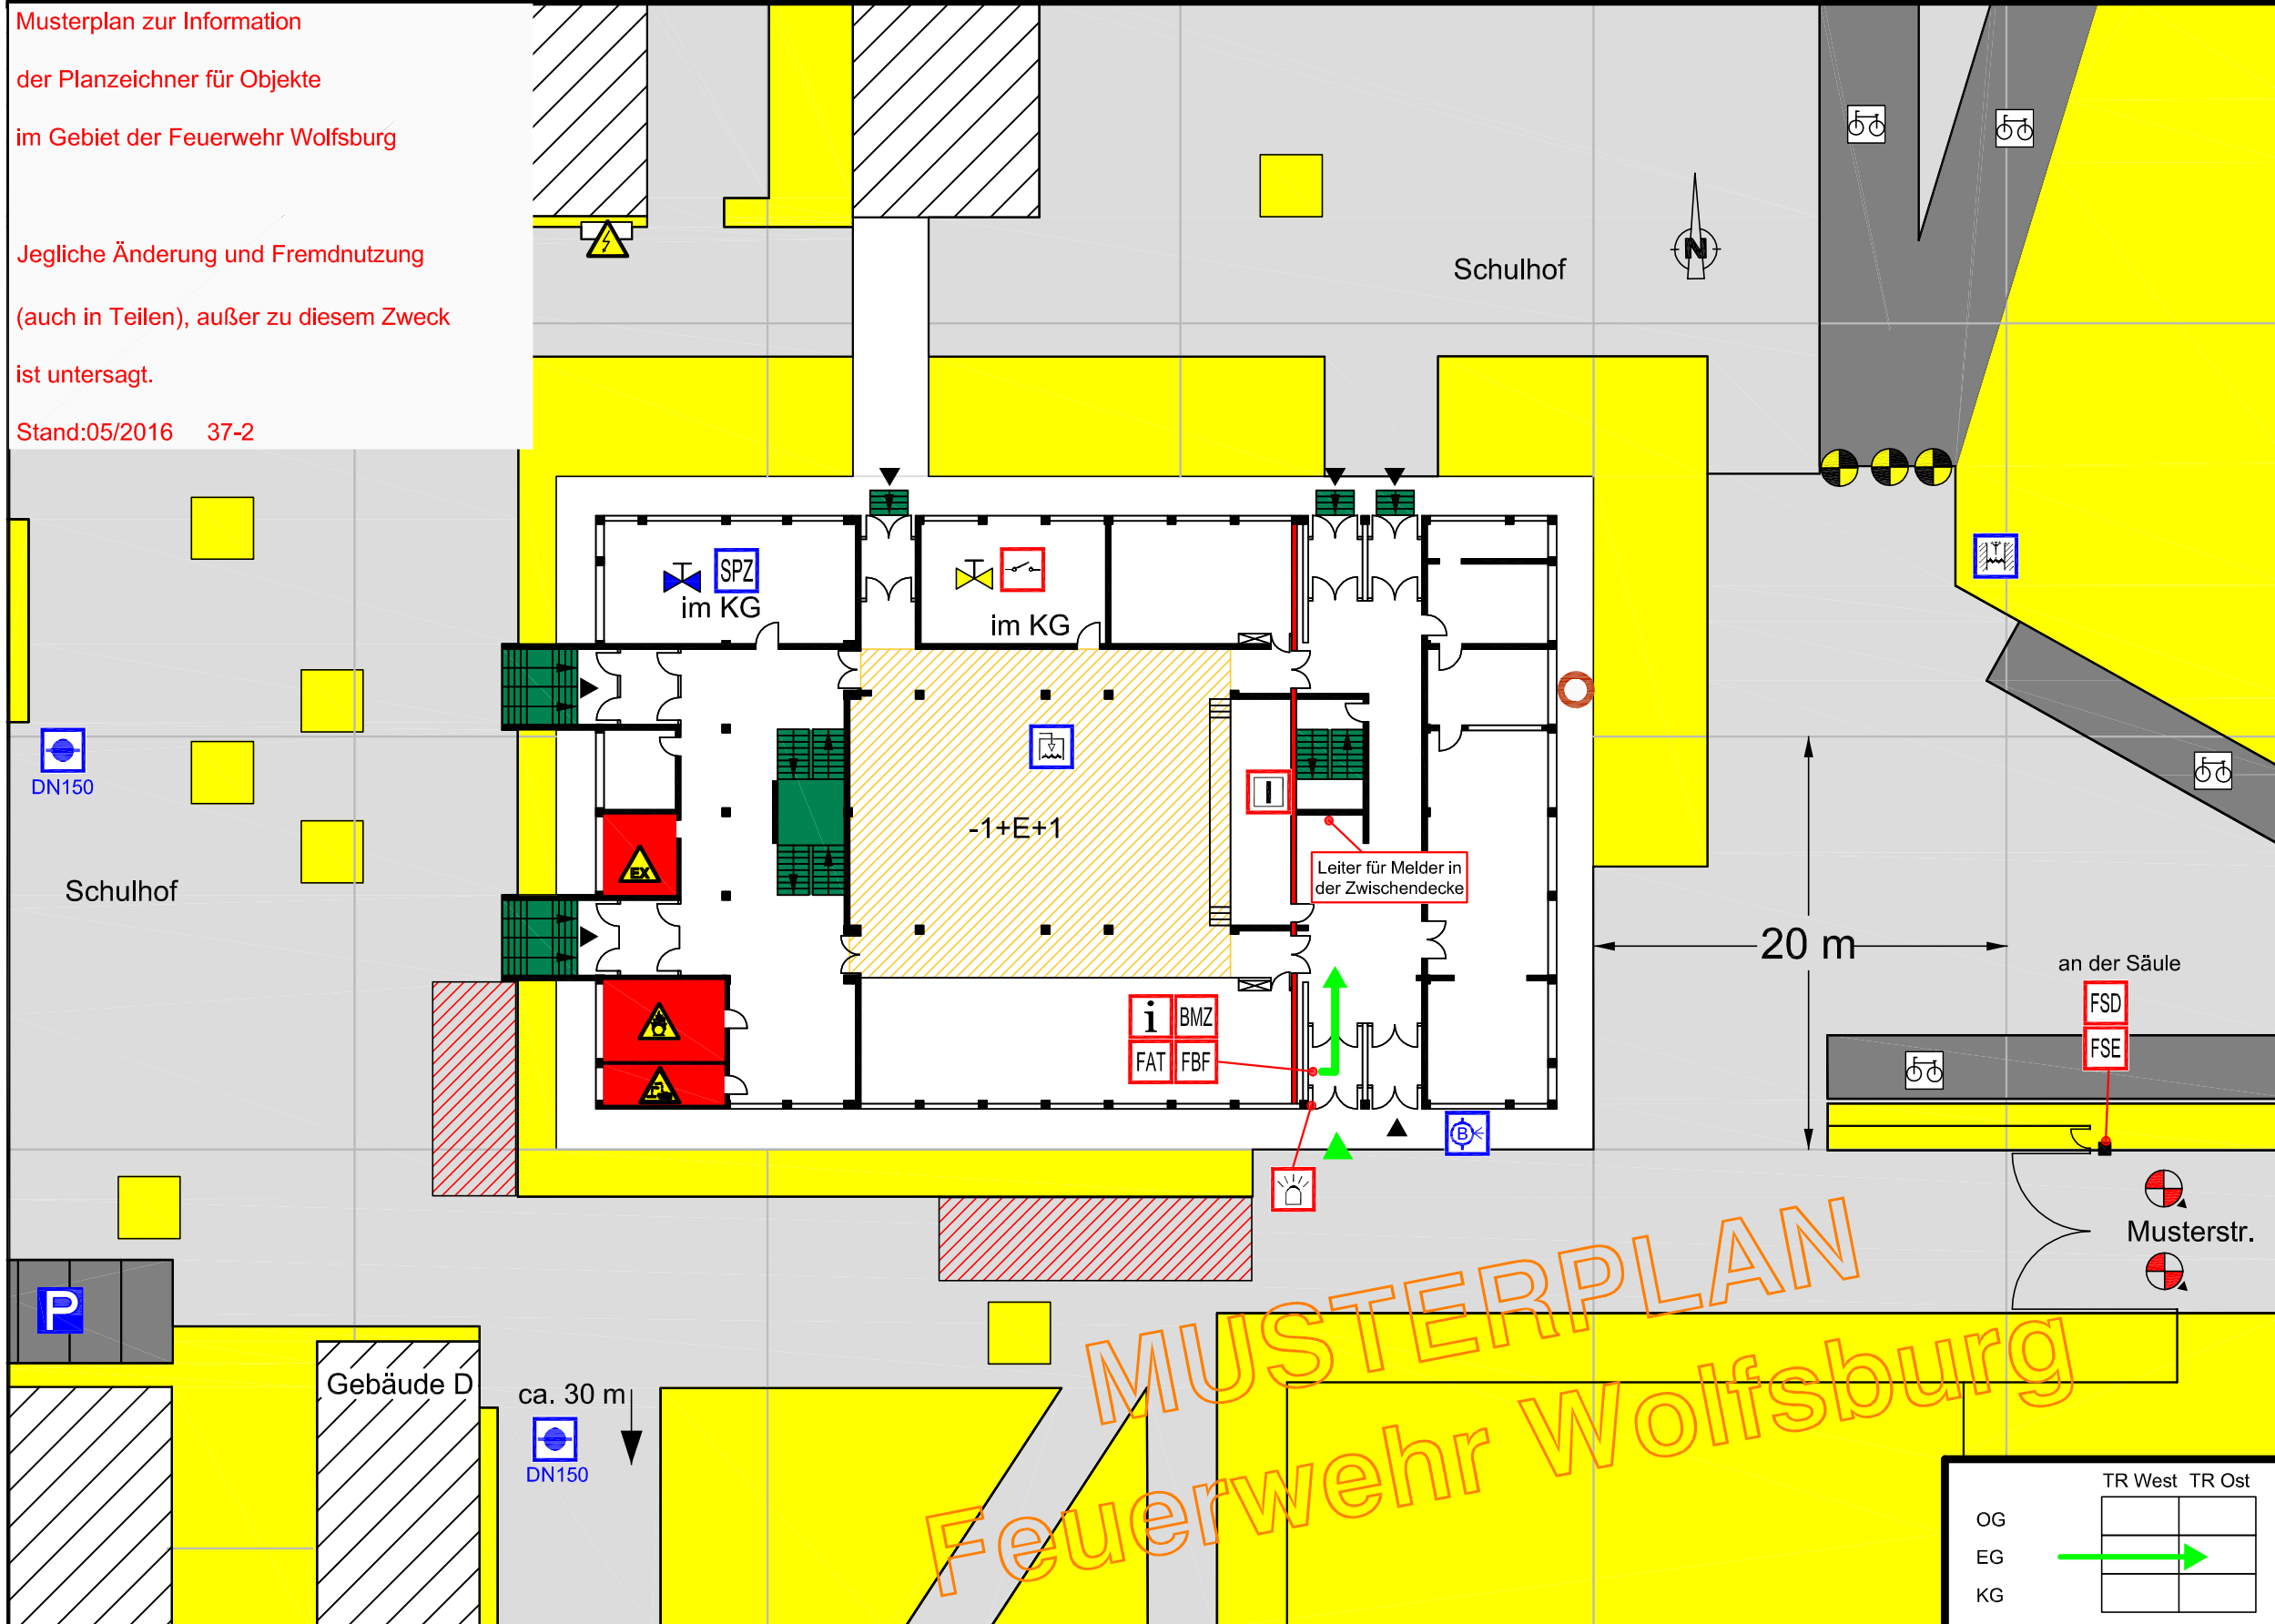 Musterplan zur Information
der Planzeichner für Objekte
im Gebiet der Feuerwehr Wolfsburg
Jegliche Änderung und Fremdnutzung
(auch in Teilen), außer zu diesem Zweck
ist untersagt.
Stand:05/2016 37-2
Schulhof
N
SPZ
im KG
im KG
DN150
-1+E+1
EX
Leiter für Melder in
der Zwischendecke
Schulhof
20 m
an der Säule
FSD
FSE
i BMZ
FAT FBF
B
Musterstr.
P
MUSTERPLAN
Feuerwehr Wolfsburg
Gebäude D
ca. 30 m
DN150
TR West TR Ost
OG
EG
KG